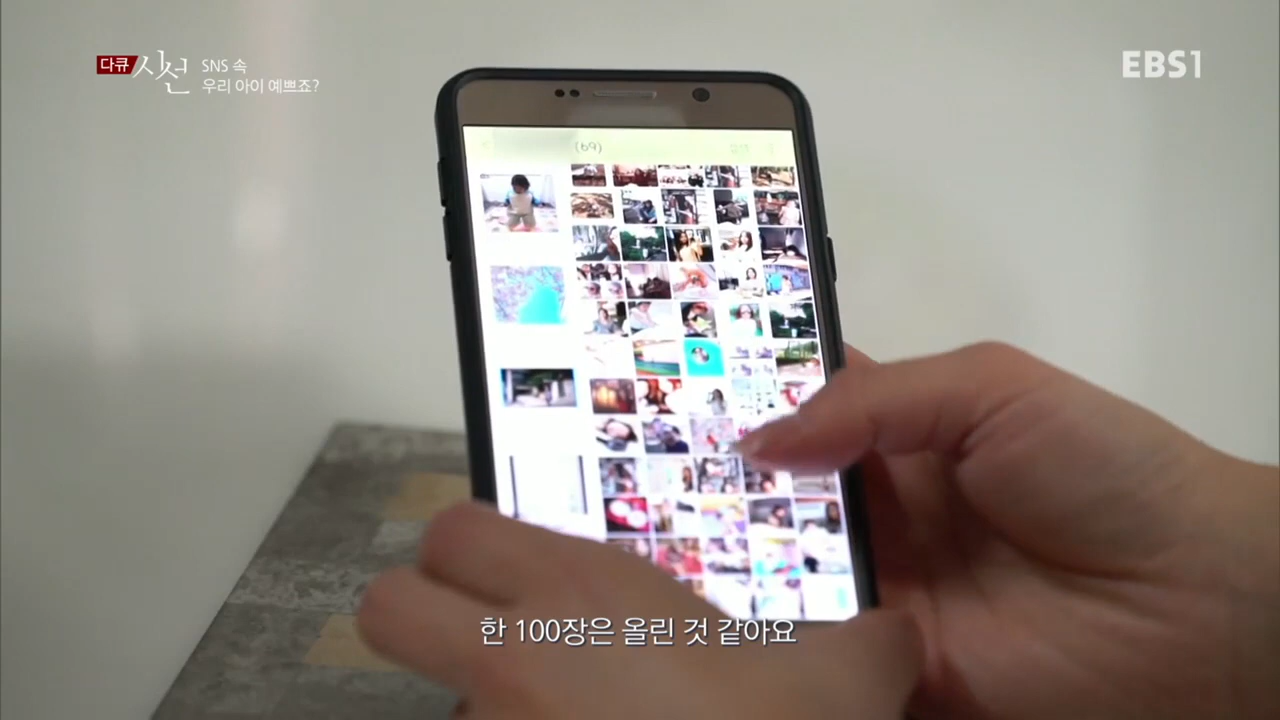 다큐 시선 SNS 속
우리 아이 예쁘죠?
EBS1
(69)
한 100장은 올린 것 같아요